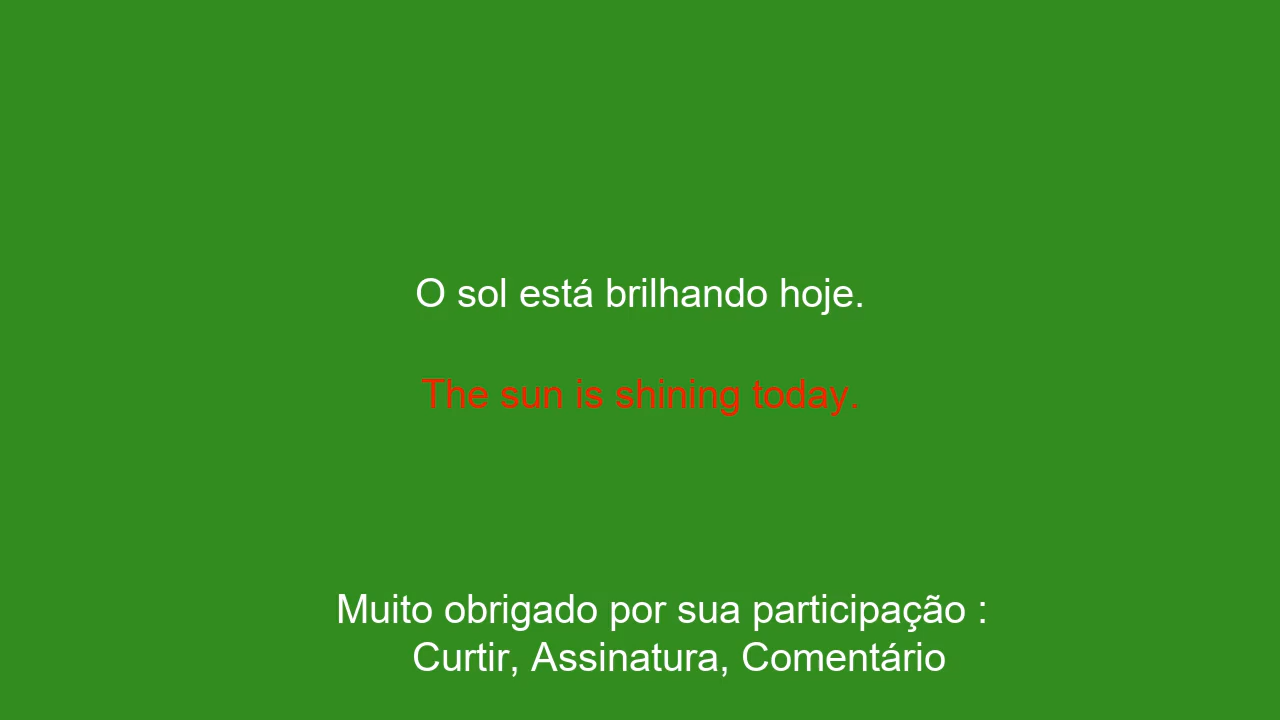 O sol está brilhando hoje.
The sun is shining today.
Muito obrigado por sua participação :
Curtir, Assinatura, Comentário